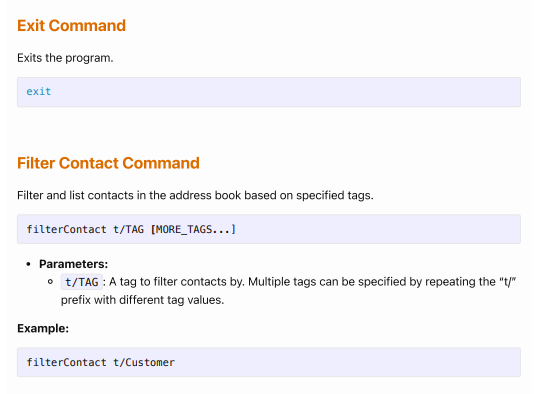 Exit Command
Exits the program.
exit
Filter Contact Command
Filter and list contacts in the address book based on specified tags.
filterContact t/TAG [MORE_TAGS...]
• Parameters:
◦ t/TAG : A tag to filter contacts by. Multiple tags can be specified by repeating the “t/”
prefix with different tag values.
Example:
filterContact t/Customer